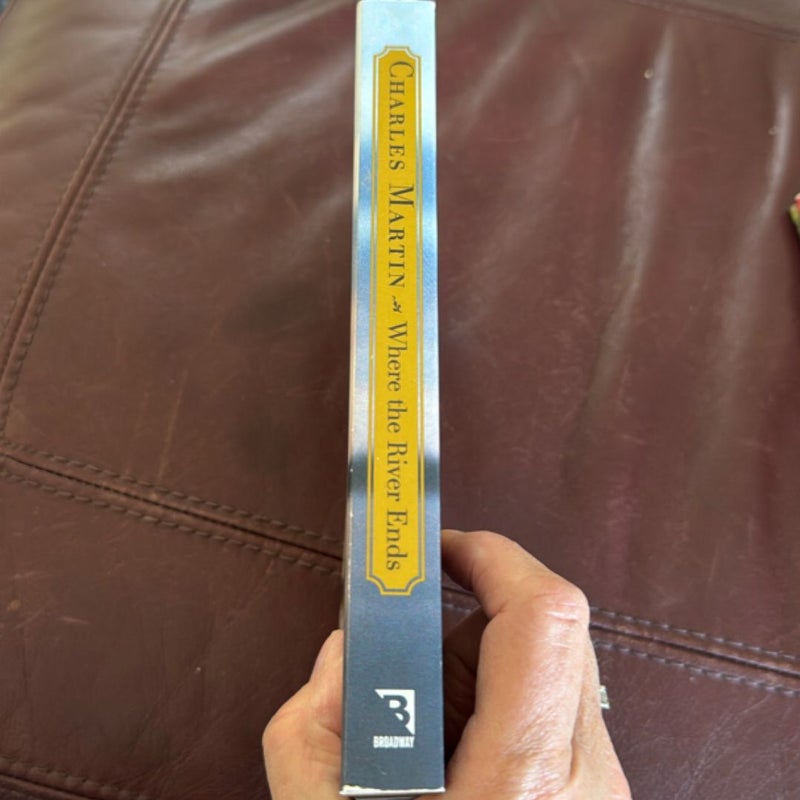 CHARLES MARTIN Where the River Ends
B
BROADWAY